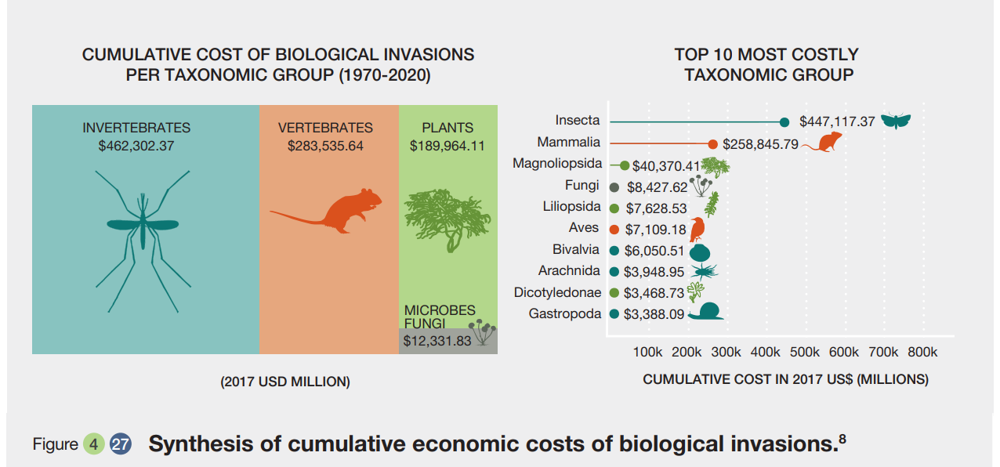 CUMULATIVE COST OF BIOLOGICAL INVASIONS
PER TAXONOMIC GROUP (1970-2020)
INVERTEBRATES
$462,302.37
VERTEBRATES
$283,535.64
PLANTS
$189,964.11
MICROBES
FUNGI
$12,331.83
(2017 USD MILLION)
TOP 10 MOST COSTLY
TAXONOMIC GROUP
Insecta $447,117.37
Mammalia $258,845.79
Magnoliopsida $40,370.41
Fungi $8,427.62
Liliopsida $7,628.53
Aves $7,109.18
Bivalvia $6,050.51
Arachnida $3,948.95
Dicotyledonae $3,468.73
Gastropoda $3,388.09
100k 200k 300k 400k 500k 600k 700k 800k
CUMULATIVE COST IN 2017 US$ (MILLIONS)
Figure 4 27 Synthesis of cumulative economic costs of biological invasions.8